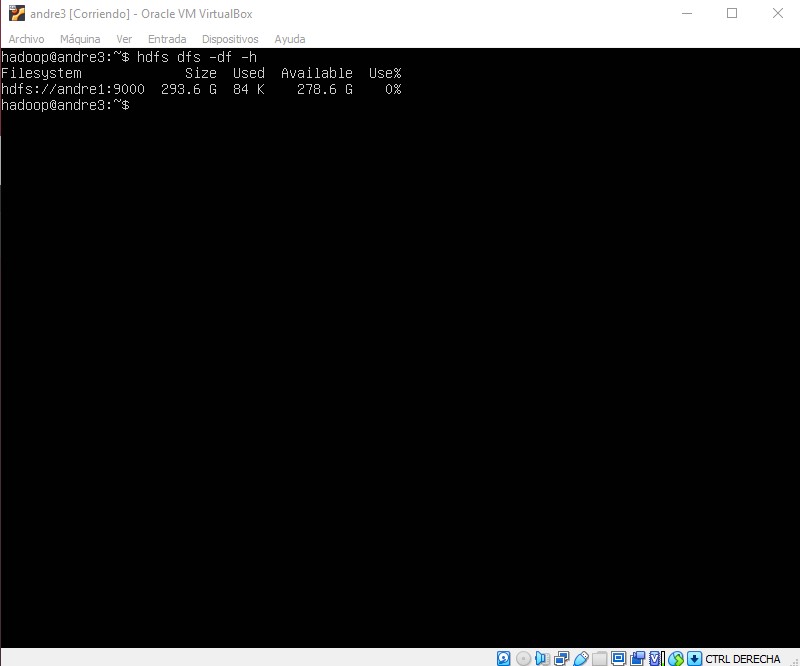 andre3 [Corriendo] - Oracle VM VirtualBox
Archivo Máquina Ver Entrada Dispositivos Ayuda
hadoop@andre3:~$ hdfs dfs -df -h
Filesystem Size Used Available Use%
hdfs://andre1:9000 293.6 G 84 K 278.6 G 0%
hadoop@andre3:~$
CTRL DERECHA